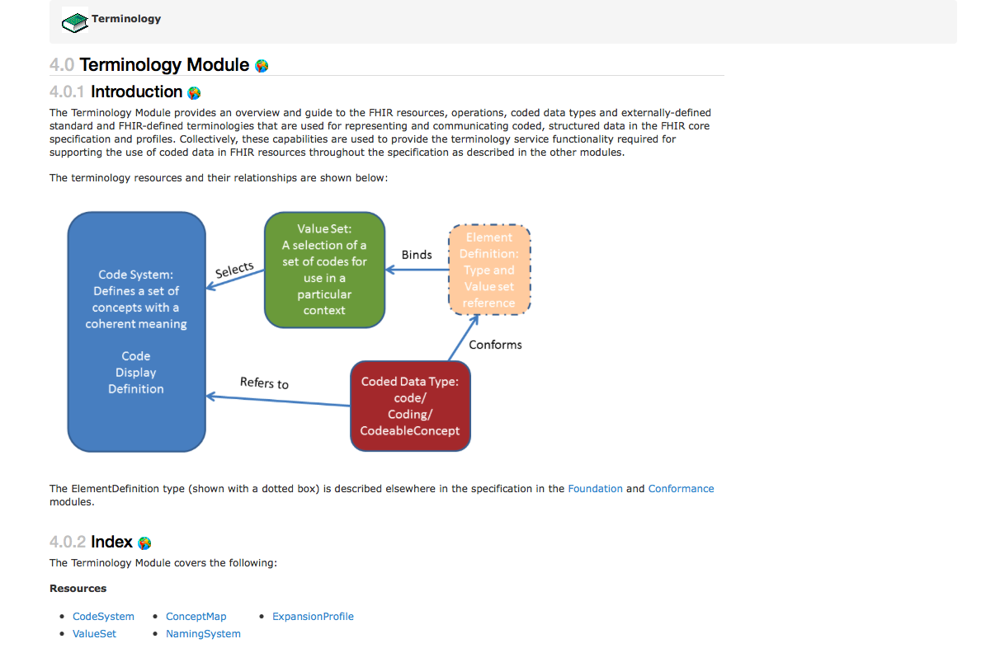 Terminology
4.0 Terminology Module
4.0.1 Introduction
The Terminology Module provides an overview and guide to the FHIR resources, operations, coded data types and externally-defined
standard and FHIR-defined terminologies that are used for representing and communicating coded, structured data in the FHIR core
specification and profiles. Collectively, these capabilities are used to provide the terminology service functionality required for
supporting the use of coded data in FHIR resources throughout the specification as described in the other modules.
The terminology resources and their relationships are shown below:
Code System:
Defines a set of
concepts with a
coherent meaning
Code
Display
Definition
Selects
Value Set:
A selection of a
set of codes for
use in a
particular
context
Binds
Element
Definition:
Type and
Value set
reference
Conforms
Refers to
Coded Data Type:
code/
Coding/
CodeableConcept
The ElementDefinition type (shown with a dotted box) is described elsewhere in the specification in the Foundation and Conformance
modules.
4.0.2 Index
The Terminology Module covers the following:
Resources
• CodeSystem • ConceptMap • ExpansionProfile
• ValueSet • NamingSystem